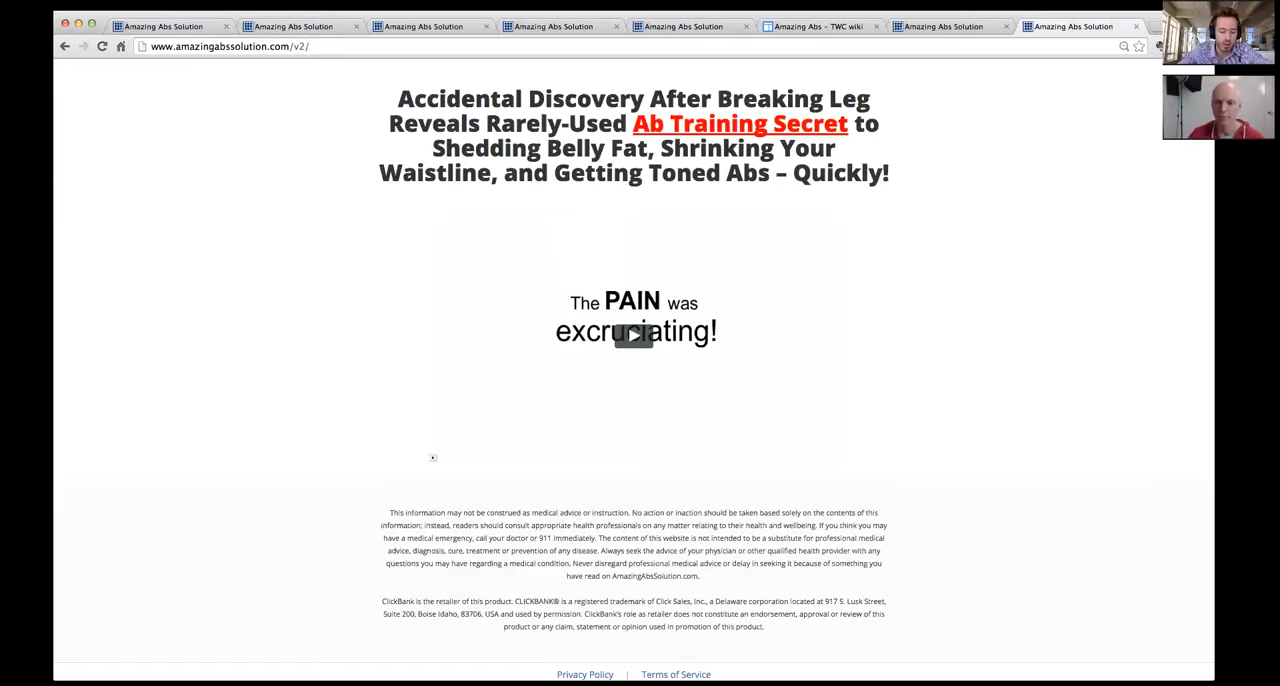 Amazing Abs Solution
Amazing Abs Solution
Amazing Abs Solution
Amazing Abs Solution
Amazing Abs Solution
Amazing Abs – TWC wiki
Amazing Abs Solution
Amazing Abs Solution
www.amazingabssolution.com/v2/
Accidental Discovery After Breaking Leg
Reveals Rarely-Used Ab Training Secret to
Shedding Belly Fat, Shrinking Your
Waistline, and Getting Toned Abs – Quickly!
The PAIN was
excruciating!
This information may not be construed as medical advice or instruction. No action or inaction should be taken based solely on the contents of this
information; instead, readers should consult appropriate health professionals on any matter relating to their health and wellbeing. If you think you may
have a medical emergency, call your doctor or 911 immediately. The content of this website is not intended to be a substitute for professional medical
advice, diagnosis, cure, treatment or prevention of any disease. Always seek the advice of your physician or other qualified health provider with any
questions you may have regarding a medical condition. Never disregard professional medical advice or delay in seeking it because of something you
have read on AmazingAbsSolution.com.
ClickBank is the retailer of this product. CLICKBANK® is a registered trademark of Click Sales, Inc., a Delaware corporation located at 917 S. Lusk Street,
Suite 200, Boise Idaho, 83706, USA and used by permission. ClickBank's role as retailer does not constitute an endorsement, approval or review of this
product or any claim, statement or opinion used in promotion of this product.
Privacy Policy | Terms of Service